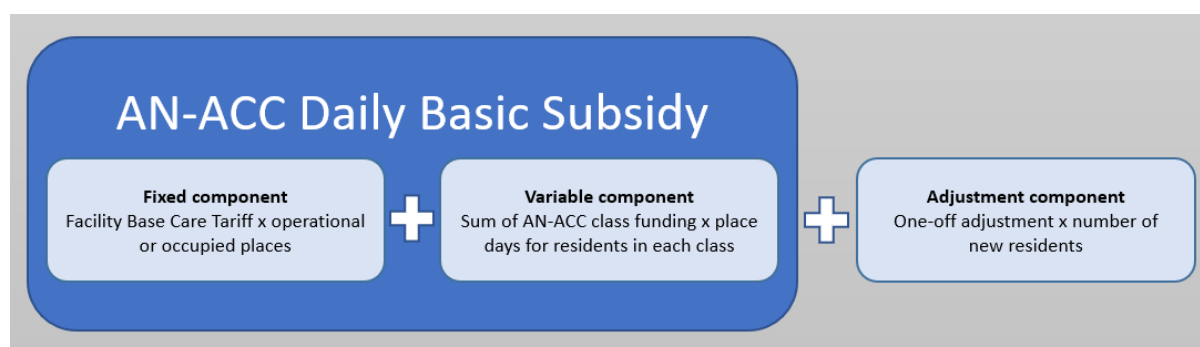 AN-ACC Daily Basic Subsidy
Fixed component
Facility Base Care Tariff x operational
or occupied places
Variable component
Sum of AN-ACC class funding x place
days for residents in each class
Adjustment component
One-off adjustment x number of
new residents